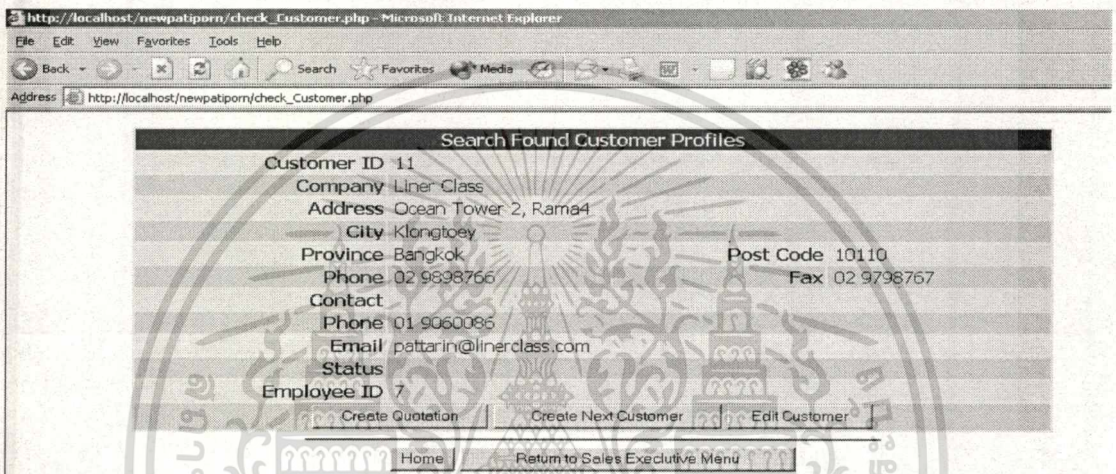 http://localhost/newpatiporn/check_Customer.php - Microsoft Internet Explorer
File Edit View Favorites Tools Help
Back Search Favorites Media
Address http://localhost/newpatiporn/check_Customer.php
Search Found Customer Profiles
Customer ID 11
Company Liner Class
Address Ocean Tower 2, Rama4
City Klongtoey
Province Bangkok Post Code 10110
Phone 02 9898766 Fax 02 9798767
Contact
Phone 01 9060086
Email pattarin@linerclass.com
Status
Employee ID 7
Create Quotation Create Next Customer Edit Customer
Home Return to Sales Execlutive Menu